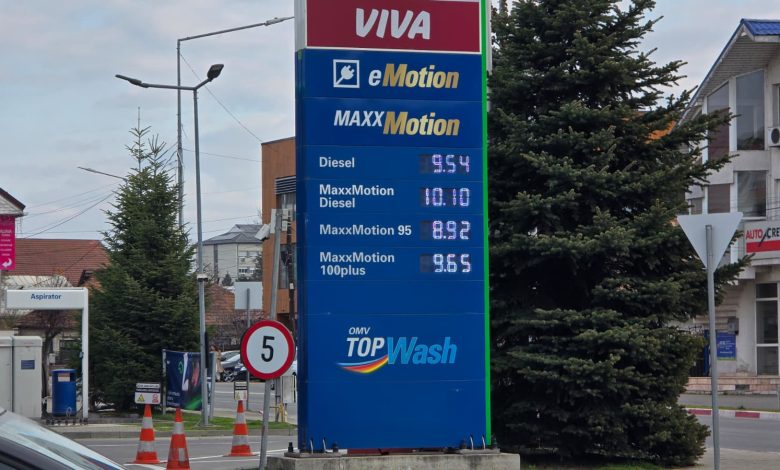 VIVA
eMotion
MAXXMotion
Diesel 9.54
MaxxMotion
Diesel 10.10
MaxxMotion 95 8.92
MaxxMotion
100plus 9.65
OMV
TOPWash
5
Aspirator
AUTO